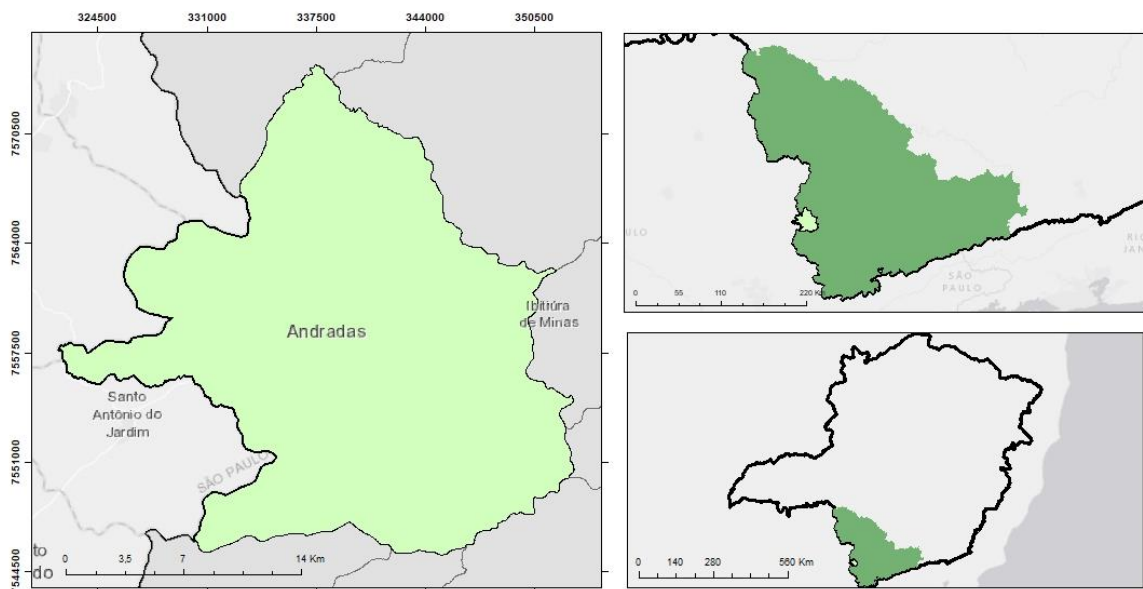 324500 331000 337500 344000 350500
7570500
7564000
7557500
7551000
7544500
Andradas
Ibitiúra
de Minas
Santo
Antônio do
Jardim
SÃO PAULO
to
do
0 3,5 7 14 Km
ULO
RIO
JAN
SÃO
PAULO
0 55 110 220 Km
0 140 280 560 Km